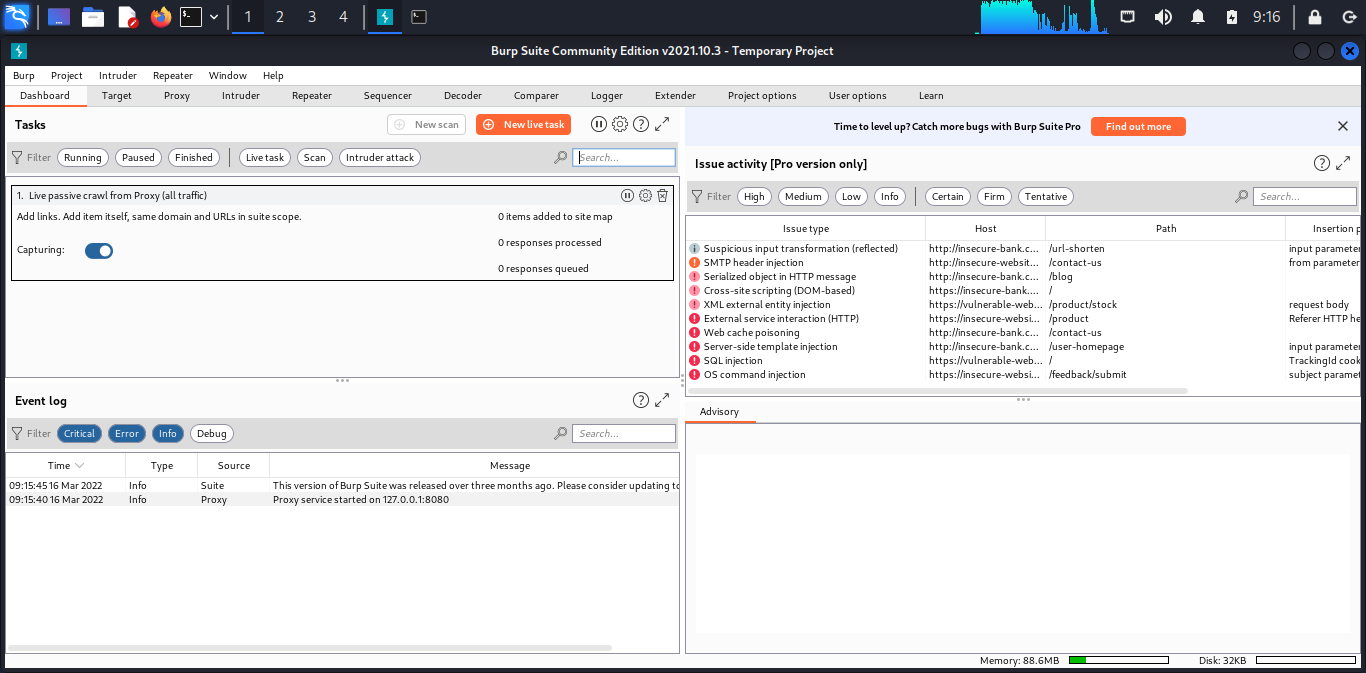 1 2 3 4 9:16
Burp Suite Community Edition v2021.10.3 - Temporary Project
Burp Project Intruder Repeater Window Help
Dashboard Target Proxy Intruder Repeater Sequencer Decoder Comparer Logger Extender Project options User options Learn
Tasks New scan New live task
Filter Running Paused Finished Live task Scan Intruder attack Search...
1. Live passive crawl from Proxy (all traffic)
Add links. Add item itself, same domain and URLs in suite scope. 0 items added to site map
0 responses processed
Capturing:
0 responses queued
Event log
Filter Critical Error Info Debug Search...
Time Type Source Message
09:15:45 16 Mar 2022 Info Suite This version of Burp Suite was released over three months ago. Please consider updating to
09:15:40 16 Mar 2022 Info Proxy Proxy service started on 127.0.0.1:8080
Time to level up? Catch more bugs with Burp Suite Pro Find out more
Issue activity [Pro version only]
Filter High Medium Low Info Certain Firm Tentative Search...
Issue type Host Path Insertion p
Suspicious input transformation (reflected) http://insecure-bank.c... /url-shorten input parameter
SMTP header injection http://insecure-websit... /contact-us from parameter
Serialized object in HTTP message http://insecure-bank.c... /blog
Cross-site scripting (DOM-based) https://insecure-bank.... /
XML external entity injection https://vulnerable-web... /product/stock request body
External service interaction (HTTP) https://insecure-websi... /product Referer HTTP he
Web cache poisoning http://insecure-bank.c... /contact-us
Server-side template injection http://insecure-bank.c... /user-homepage input parameter
SQL injection https://vulnerable-web... / TrackingId cook
OS command injection https://insecure-websi... /feedback/submit subject paramet
Advisory
Memory: 88.6MB Disk: 32KB